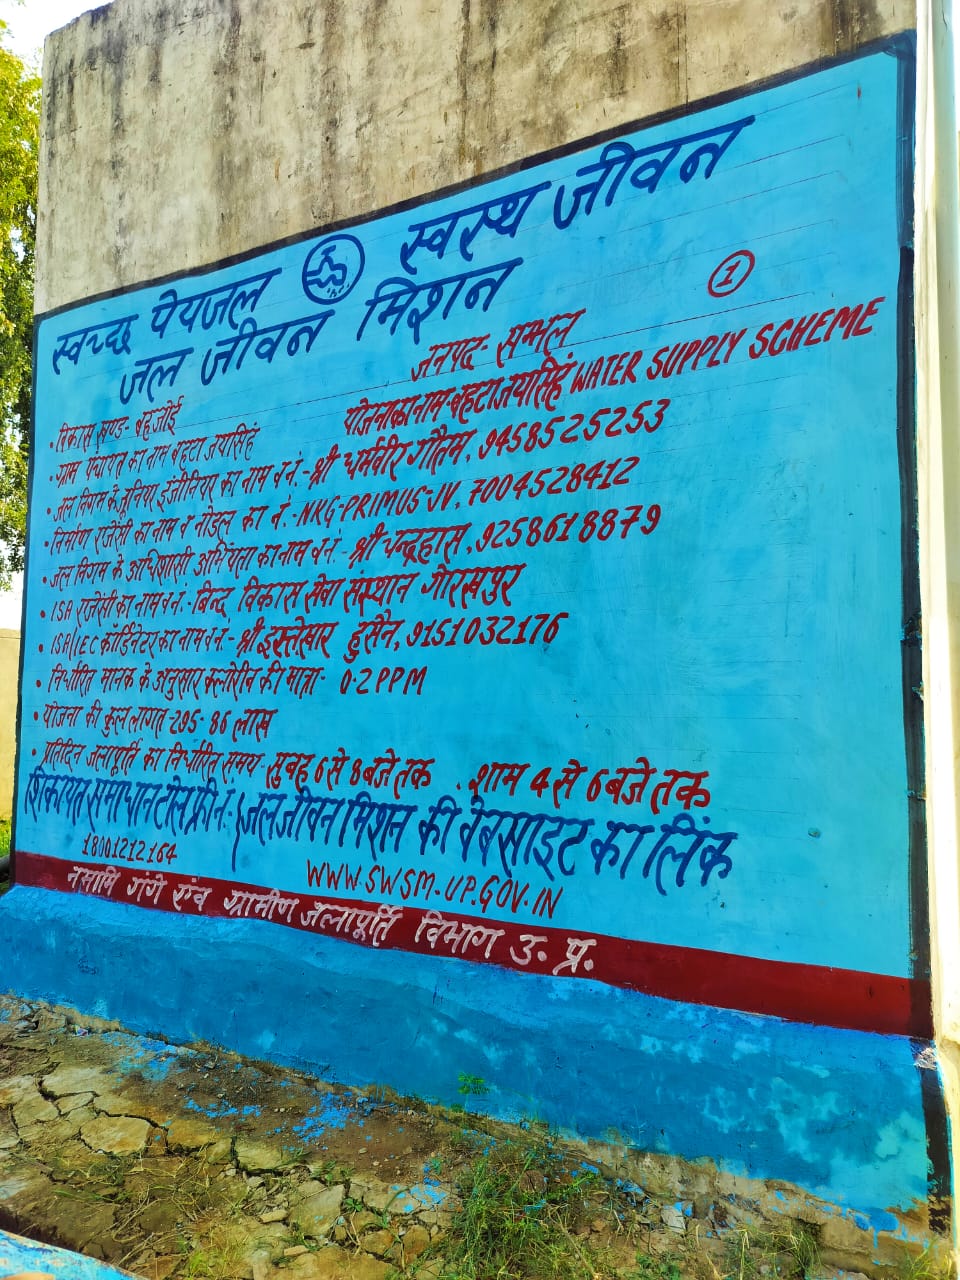 स्वच्छ पेयजल स्वस्थ जीवन
जल जीवन मिशन
①
जनपद- सम्भल
• विकास खण्ड- बहजोई
योजना का नाम- बहटा जयसिंह WATER SUPPLY SCHEME
• ग्राम पंचायत का नाम बहटा जयसिंह
• जल निगम के जूनियर इंजीनियर का नाम व नं.- श्री धर्मवीर गौतम, 9458525253
• निर्माण एजेंसी का नाम व नोडल का नं.- NKG-PRIMUS-JV, 7004528412
• जल निगम के अधिशासी अभियंता का नाम व नं.- श्री चन्द्रहास, 9258618879
• ISA एजेंसी का नाम व नं.- बिन्द विकास सेवा संस्थान गोरखपुर
• ISA/IEC कॉर्डिनेटर का नाम व नं.- श्री इफ्तेखार हुसैन, 9151032176
• निर्धारित मानक के अनुसार क्लोरीन की मात्रा- 0.2 PPM
• योजना की कुल लागत- 295.86 लाख
• प्रतिदिन जलापूर्ति का निर्धारित समय- सुबह 6 से 8 बजे तक . शाम 4 से 6 बजे तक
शिकायत समाधान टोल फ्री नं.- जल जीवन मिशन की वेबसाइट का लिंक
18001212164
WWW.SWSM-UP.GOV.IN
नमामि गंगे एंव ग्रामीण जलापूर्ति विभाग उ. प्र.